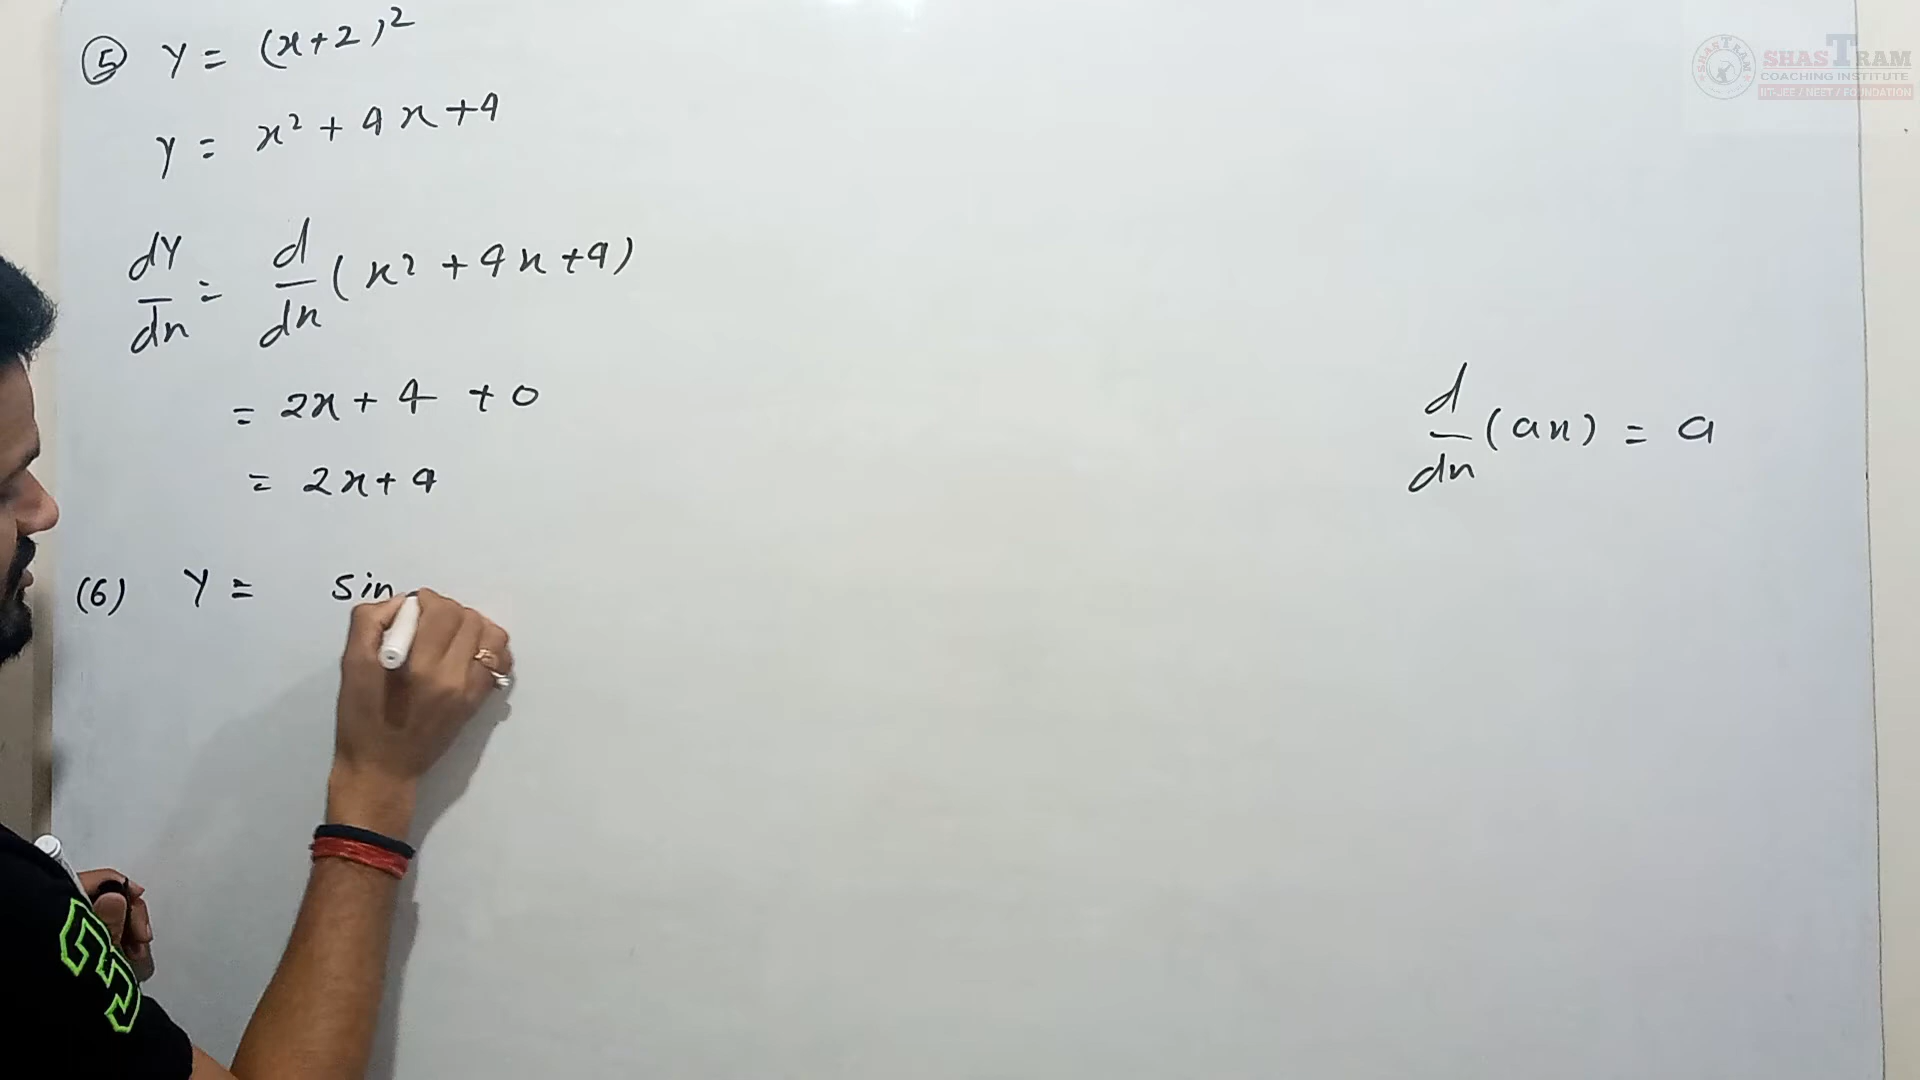 ⑤ y = (x+2)²
y = x² + 4x + 4
dy/dx = d/dx (x² + 4x + 4)
= 2x + 4 + 0
= 2x + 4
d/dx (ax) = a
(6) y = sin
SHASTRAM
COACHING INSTITUTE
IIT-JEE / NEET / FOUNDATION